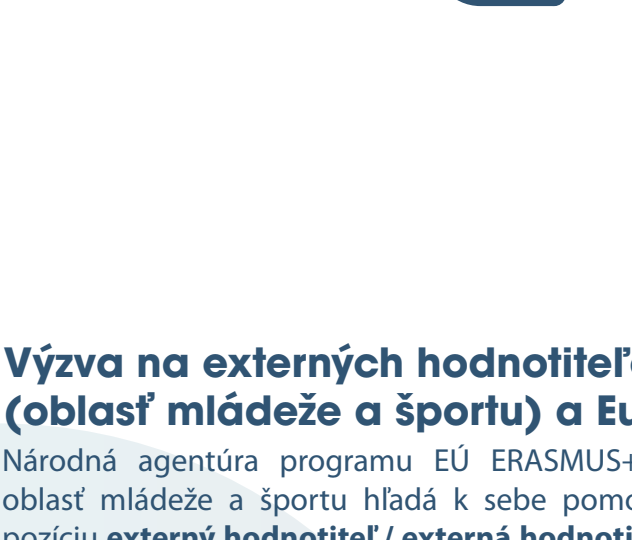 Výzva na externých hodnotiteľ
(oblasť mládeže a športu) a Eu
Národná agentúra programu EÚ ERASMUS+
oblasť mládeže a športu hľadá k sebe pomo
pozíciu externý hodnotiteľ / externá hodnoti